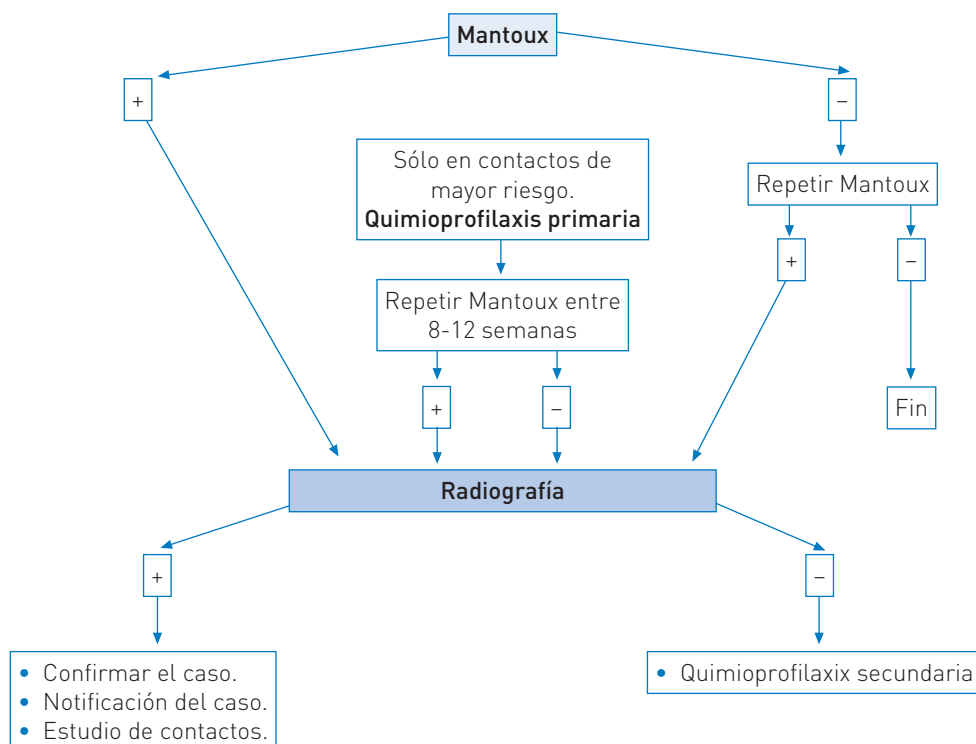 Mantoux
+
–
Sólo en contactos de
mayor riesgo.
Quimioprofilaxis primaria
Repetir Mantoux
+
–
Repetir Mantoux entre
8-12 semanas
+
–
Fin
Radiografía
+
–
• Confirmar el caso.
• Notificación del caso.
• Estudio de contactos.
• Quimioprofilaxix secundaria